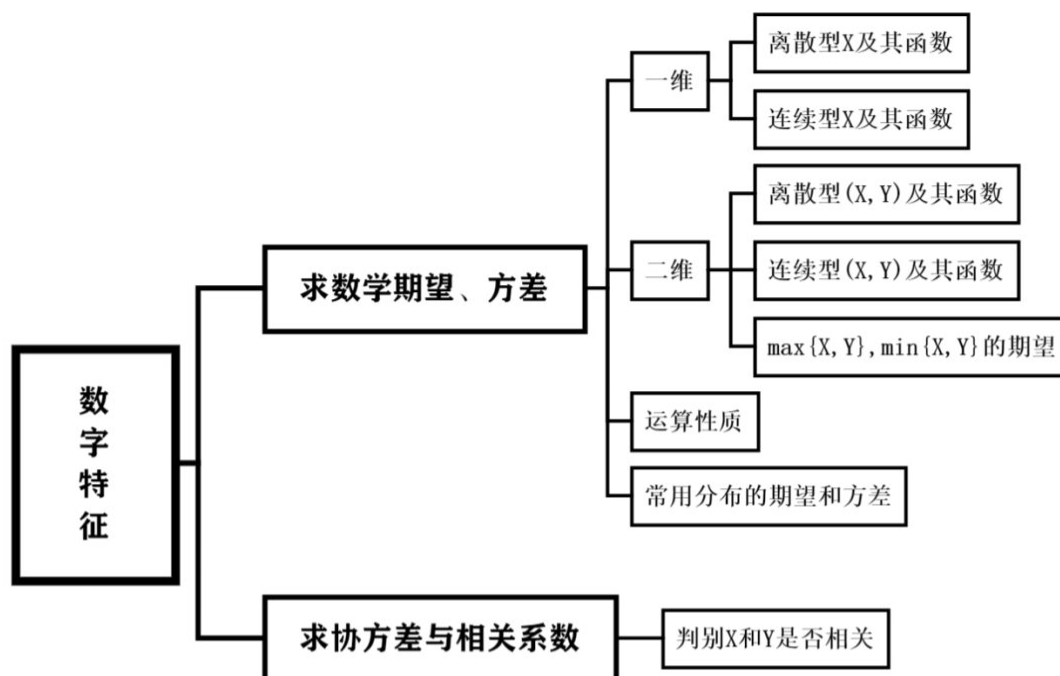 数字特征
求数学期望、方差
一维
离散型X及其函数
连续型X及其函数
二维
离散型(X,Y)及其函数
连续型(X,Y)及其函数
max{X,Y},min{X,Y}的期望
运算性质
常用分布的期望和方差
求协方差与相关系数
判别X和Y是否相关